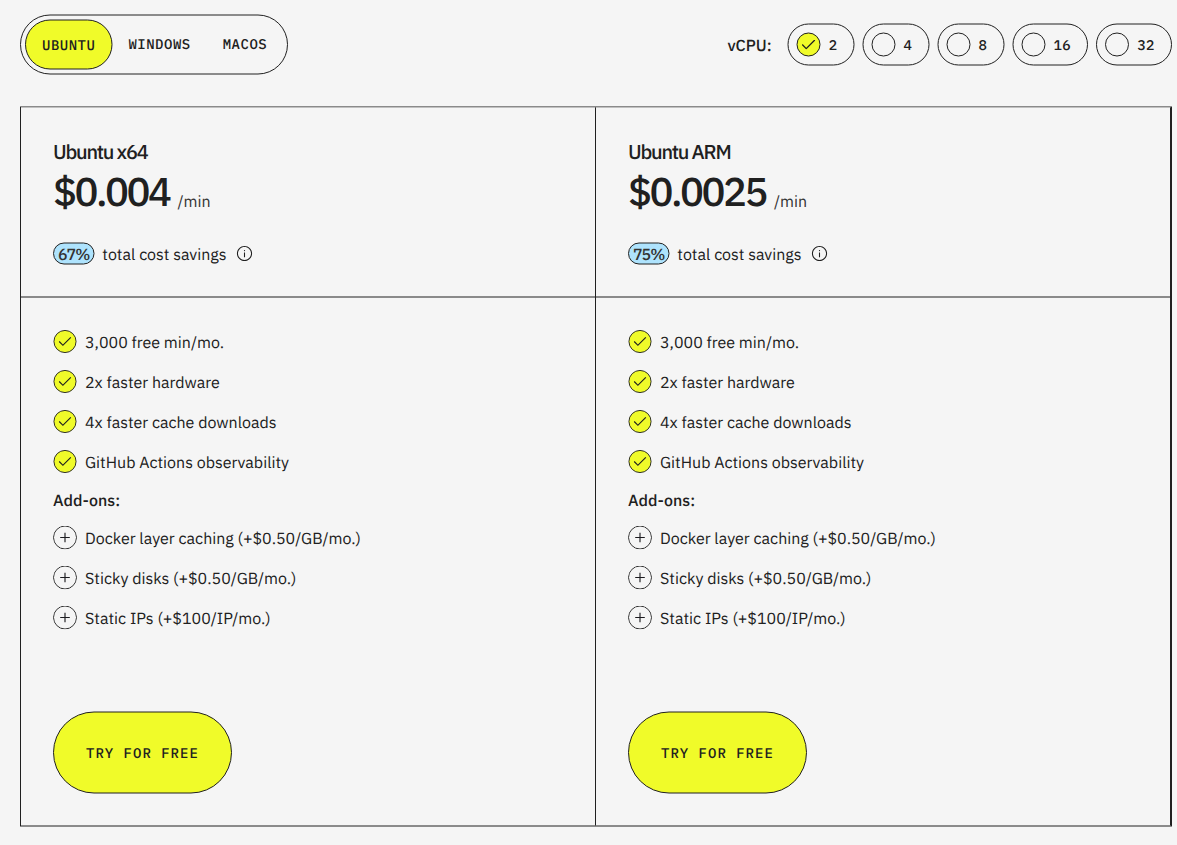 UBUNTU WINDOWS MACOS
vCPU: 2 4 8 16 32
Ubuntu x64
$0.004 /min
67% total cost savings
3,000 free min/mo.
2x faster hardware
4x faster cache downloads
GitHub Actions observability
Add-ons:
Docker layer caching (+$0.50/GB/mo.)
Sticky disks (+$0.50/GB/mo.)
Static IPs (+$100/IP/mo.)
TRY FOR FREE
Ubuntu ARM
$0.0025 /min
75% total cost savings
3,000 free min/mo.
2x faster hardware
4x faster cache downloads
GitHub Actions observability
Add-ons:
Docker layer caching (+$0.50/GB/mo.)
Sticky disks (+$0.50/GB/mo.)
Static IPs (+$100/IP/mo.)
TRY FOR FREE